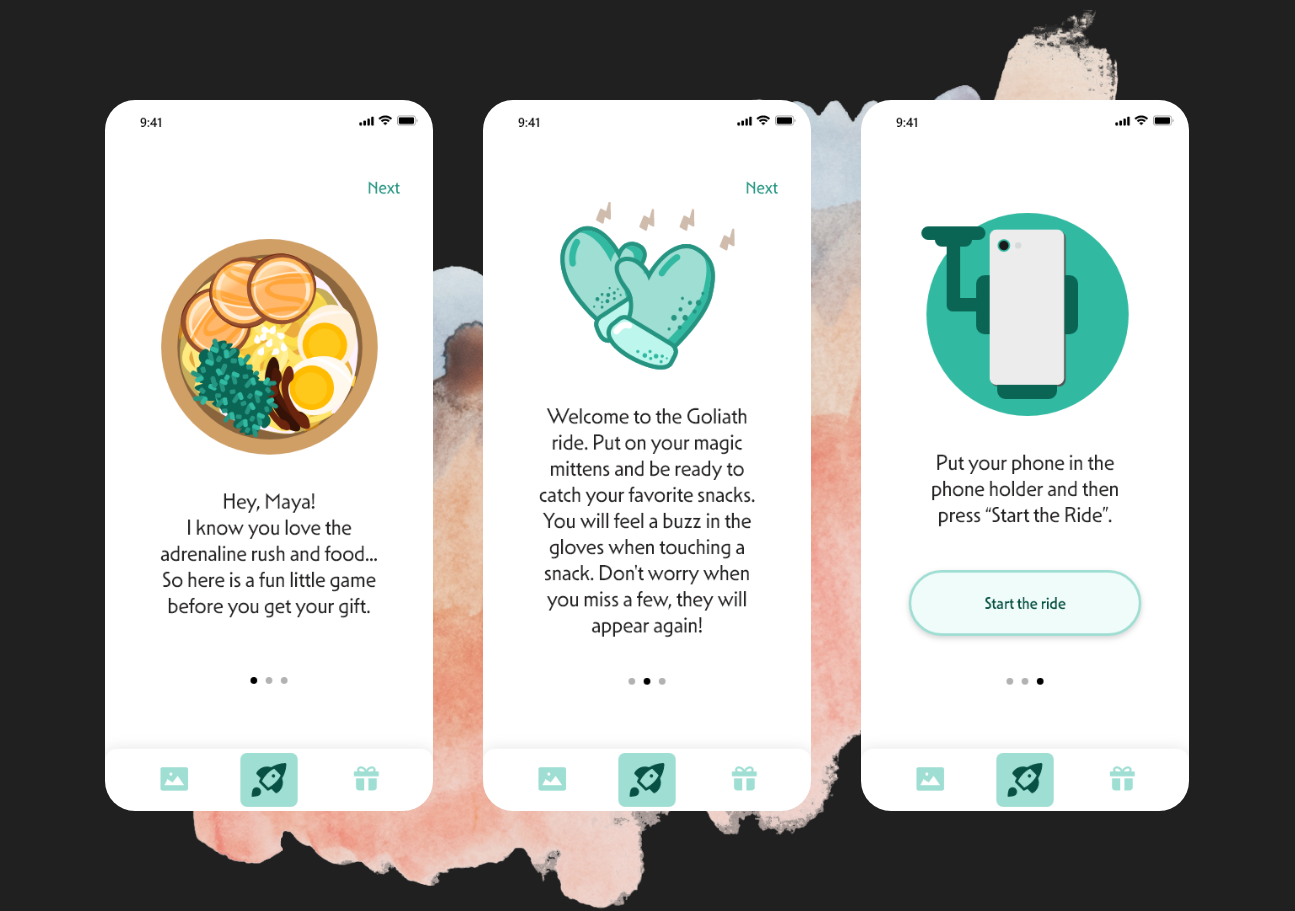 9:41
Next
Hey, Maya!
I know you love the
adrenaline rush and food...
So here is a fun little game
before you get your gift.
9:41
Next
Welcome to the Goliath
ride. Put on your magic
mittens and be ready to
catch your favorite snacks.
You will feel a buzz in the
gloves when touching a
snack. Don't worry when
you miss a few, they will
appear again!
9:41
Put your phone in the
phone holder and then
press “Start the Ride”.
Start the ride